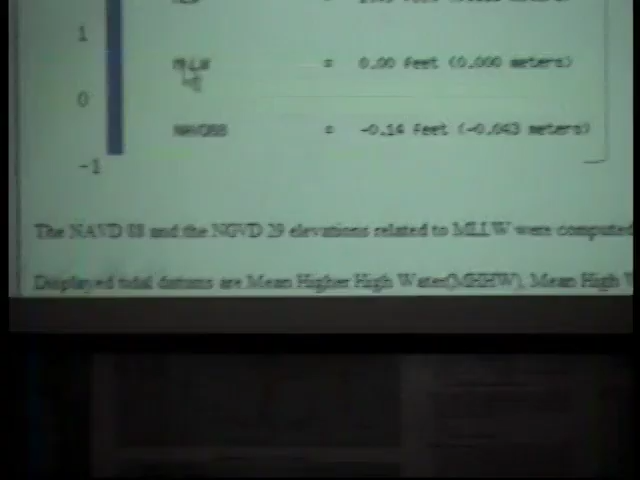 1
MLLW = 0.00 feet (0.000 meters)
0
NAVD88 = -0.14 feet (-0.043 meters)
-1
The NAVD 88 and the NGVD 29 elevations related to MLLW were computed
Displayed tidal datums are Mean Higher High Water(MHHW), Mean High